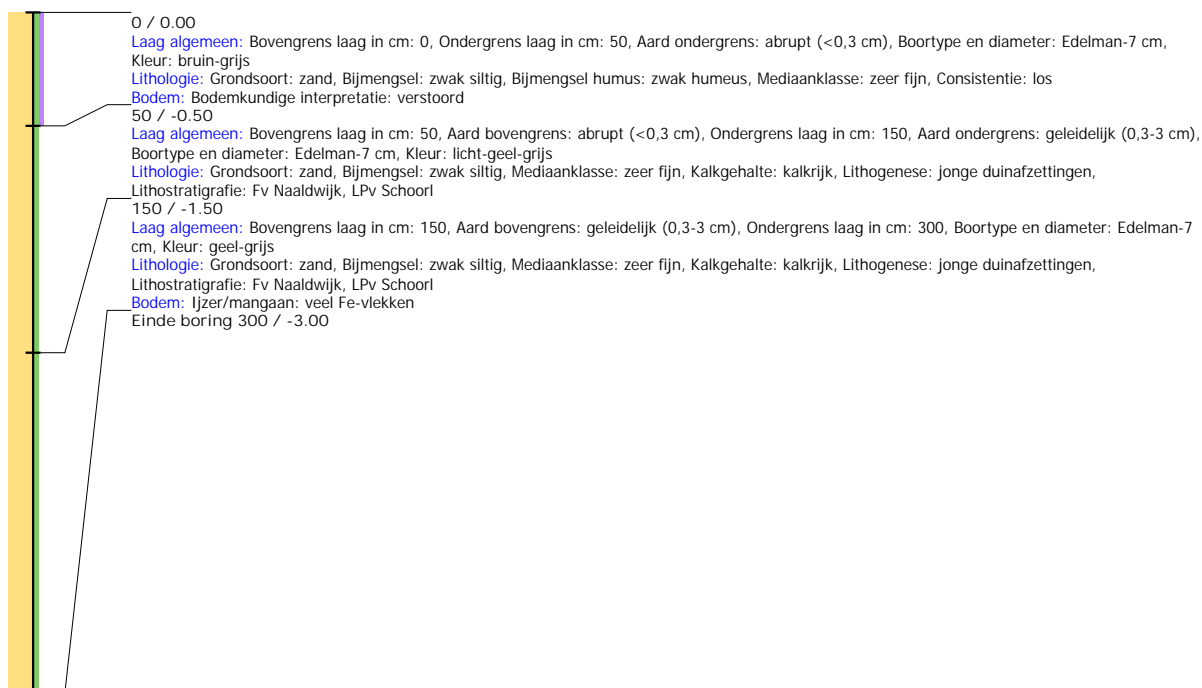 0 / 0.00
Laag algemeen: Bovengrens laag in cm: 0, Ondergrens laag in cm: 50, Aard ondergrens: abrupt (<0,3 cm), Boortype en diameter: Edelman-7 cm,
Kleur: bruin-grijs
Lithologie: Grondsoort: zand, Bijmengsel: zwak siltig, Bijmengsel humus: zwak humeus, Mediaanklasse: zeer fijn, Consistentie: los
Bodem: Bodemkundige interpretatie: verstoord
50 / -0.50
Laag algemeen: Bovengrens laag in cm: 50, Aard bovengrens: abrupt (<0,3 cm), Ondergrens laag in cm: 150, Aard ondergrens: geleidelijk (0,3-3 cm),
Boortype en diameter: Edelman-7 cm, Kleur: licht-geel-grijs
Lithologie: Grondsoort: zand, Bijmengsel: zwak siltig, Mediaanklasse: zeer fijn, Kalkgehalte: kalkrijk, Lithogenese: jonge duinafzettingen,
Lithostratigrafie: Fv Naaldwijk, LPv Schoorl
150 / -1.50
Laag algemeen: Bovengrens laag in cm: 150, Aard bovengrens: geleidelijk (0,3-3 cm), Ondergrens laag in cm: 300, Boortype en diameter: Edelman-7
cm, Kleur: geel-grijs
Lithologie: Grondsoort: zand, Bijmengsel: zwak siltig, Mediaanklasse: zeer fijn, Kalkgehalte: kalkrijk, Lithogenese: jonge duinafzettingen,
Lithostratigrafie: Fv Naaldwijk, LPv Schoorl
Bodem: Ijzer/mangaan: veel Fe-vlekken
Einde boring 300 / -3.00